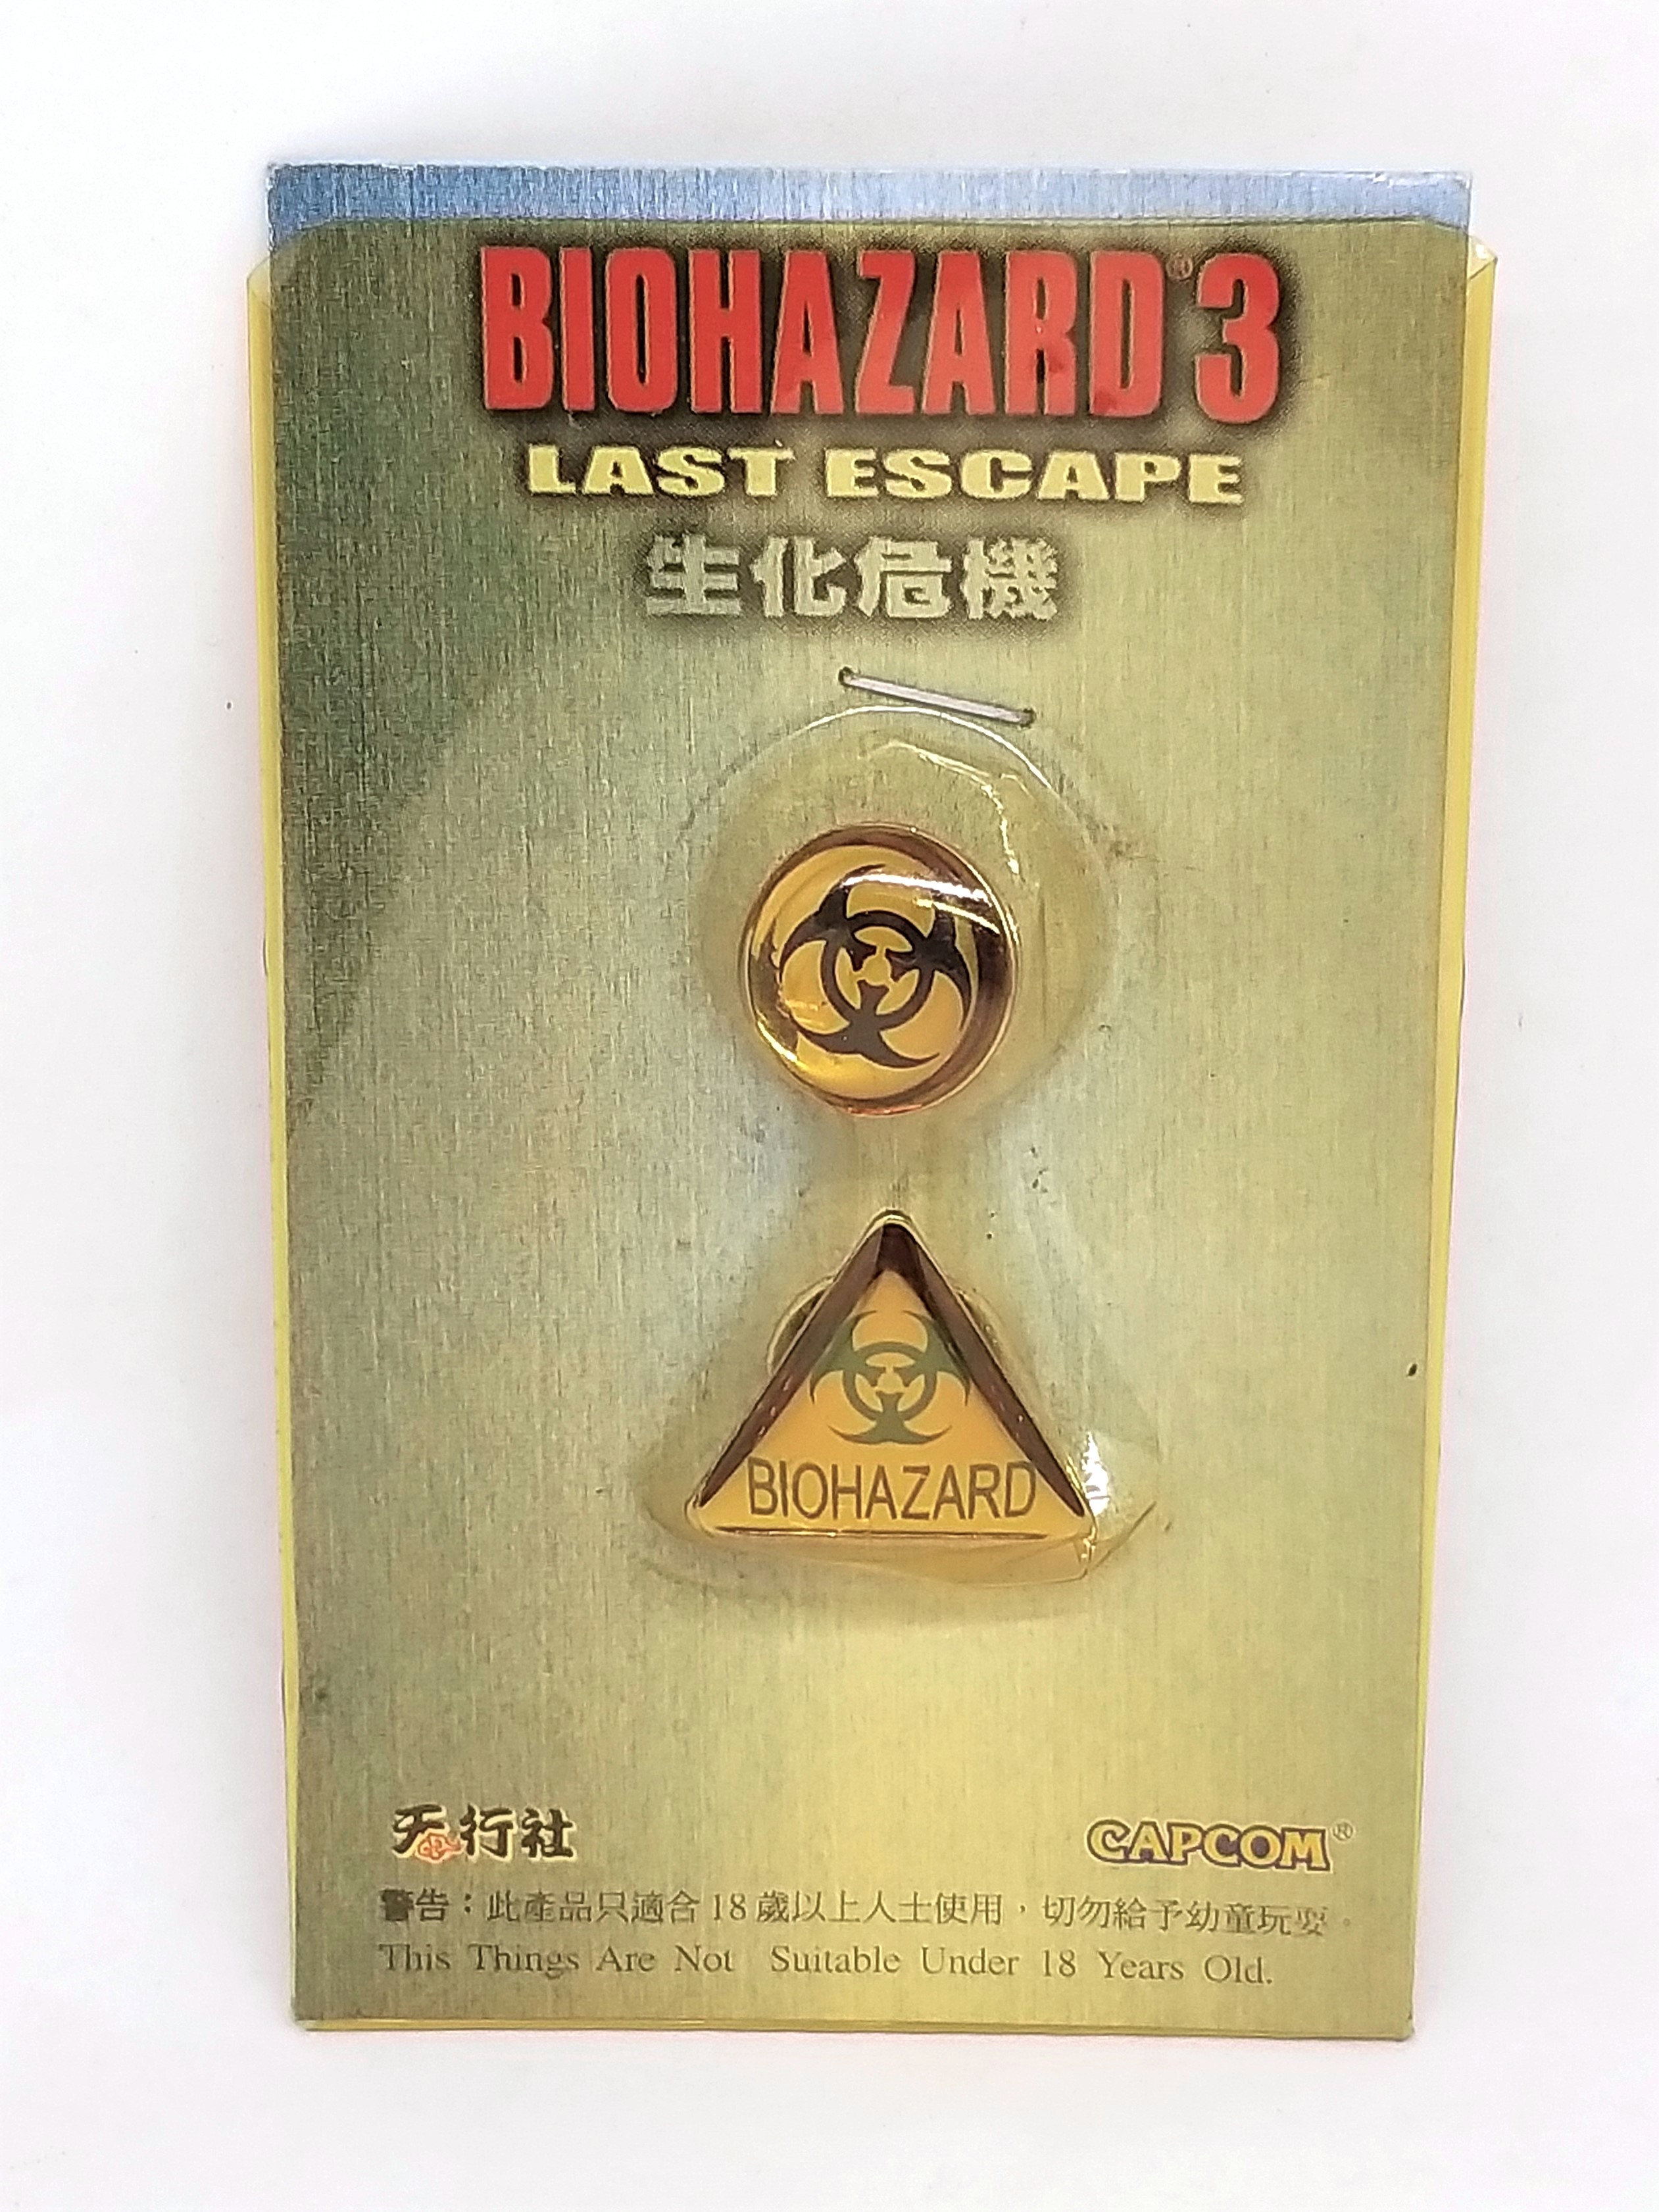 BIOHAZARD® 3
LAST ESCAPE
生化危機
BIOHAZARD
天行社
CAPCOM®
警告：此產品只適合 18 歲以上人士使用，切勿給予幼童玩耍。
This Things Are Not Suitable Under 18 Years Old.